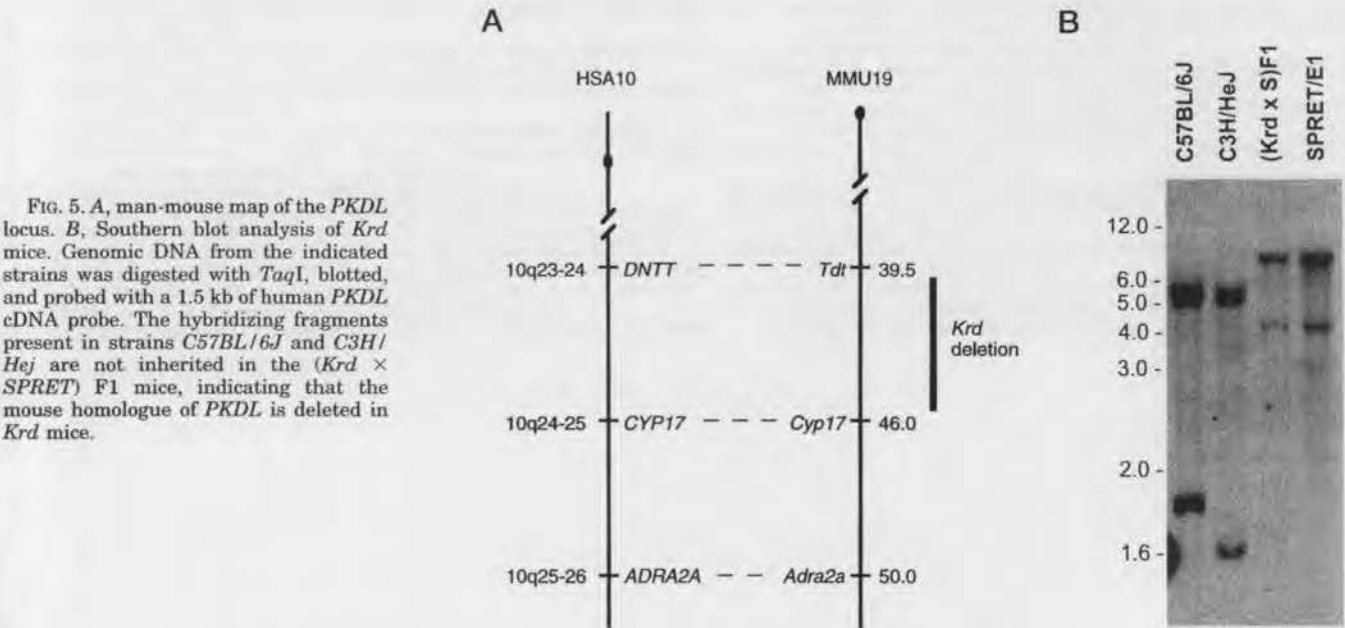 A
B
HSA10
MMU19
C57BL/6J
C3H/HeJ
(Krd x S)F1
SPRET/E1
FIG. 5. A, man-mouse map of the PKDL
locus. B, Southern blot analysis of Krd
mice. Genomic DNA from the indicated
strains was digested with TaqI, blotted,
and probed with a 1.5 kb of human PKDL
cDNA probe. The hybridizing fragments
present in strains C57BL/6J and C3H/
Hej are not inherited in the (Krd ×
SPRET) F1 mice, indicating that the
mouse homologue of PKDL is deleted in
Krd mice.
10q23-24 DNTT Tdt 39.5
Krd
deletion
10q24-25 CYP17 Cyp17 46.0
10q25-26 ADRA2A Adra2a 50.0
12.0 -
6.0 -
5.0 -
4.0 -
3.0 -
2.0 -
1.6 -